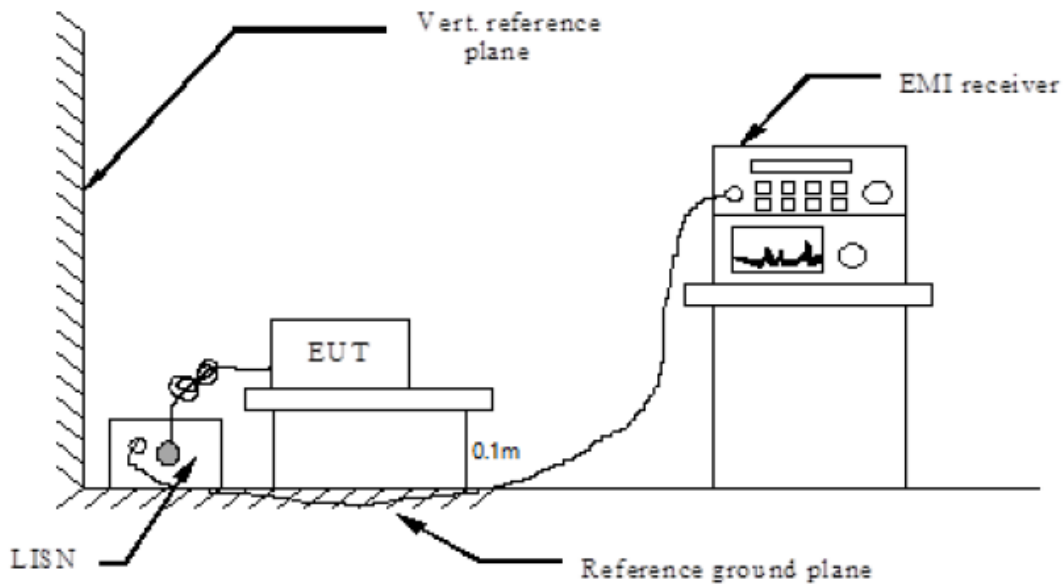 Vert. reference
plane
EMI receiver
EUT
0.1m
LISN
Reference ground plane